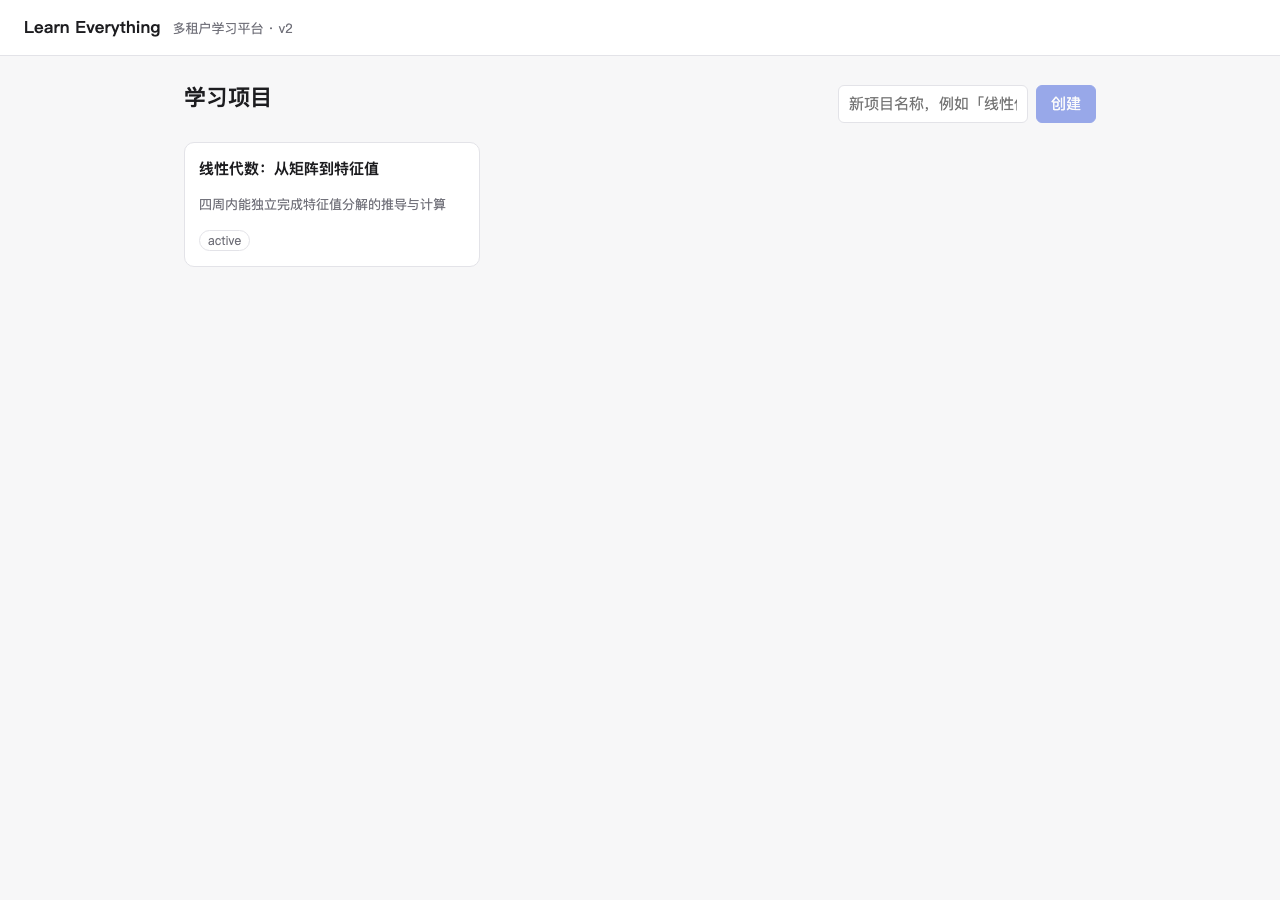 Learn Everything 多租户学习平台 · v2
学习项目
新项目名称，例如「线性
创建
线性代数：从矩阵到特征值
四周内能独立完成特征值分解的推导与计算
active